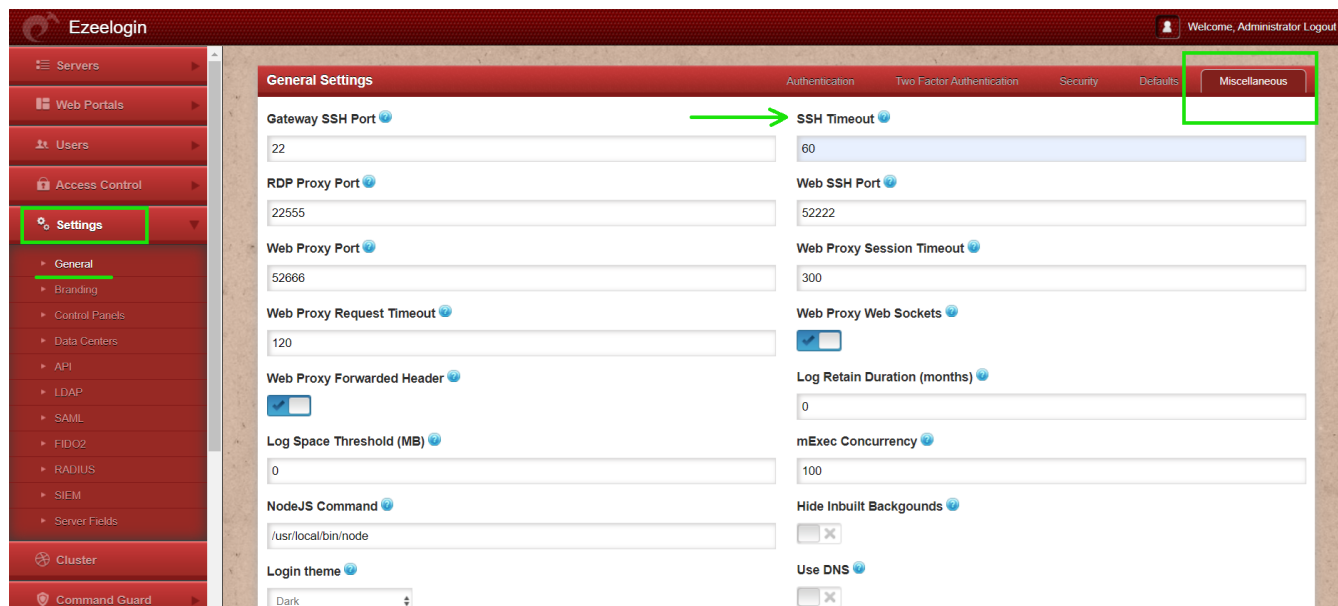 Ezeelogin
Welcome, Administrator Logout
Servers
Web Portals
Users
Access Control
Settings
General
Branding
Control Panels
Data Centers
API
LDAP
SAML
FIDO2
RADIUS
SIEM
Server Fields
Cluster
Command Guard
General Settings
Authentication
Two Factor Authentication
Security
Defaults
Miscellaneous
Gateway SSH Port
22
SSH Timeout
60
RDP Proxy Port
22555
Web SSH Port
52222
Web Proxy Port
52666
Web Proxy Session Timeout
300
Web Proxy Request Timeout
120
Web Proxy Web Sockets
Web Proxy Forwarded Header
Log Retain Duration (months)
0
Log Space Threshold (MB)
0
mExec Concurrency
100
NodeJS Command
/usr/local/bin/node
Hide Inbuilt Backgounds
Login theme
Dark
Use DNS